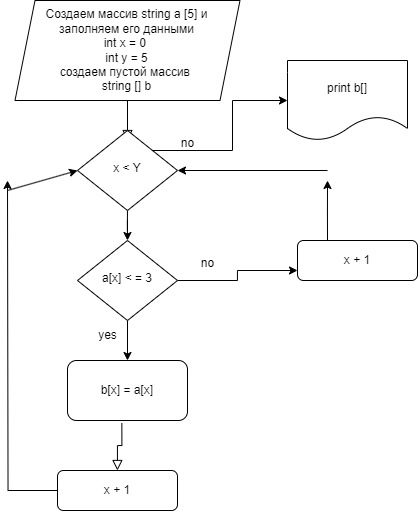 Создаем массив string a [5] и
заполняем его данными
int x = 0
int y = 5
создаем пустой массив
string [] b
print b[]
no
x < Y
x + 1
a[x] < = 3
no
yes
b[x] = a[x]
x + 1